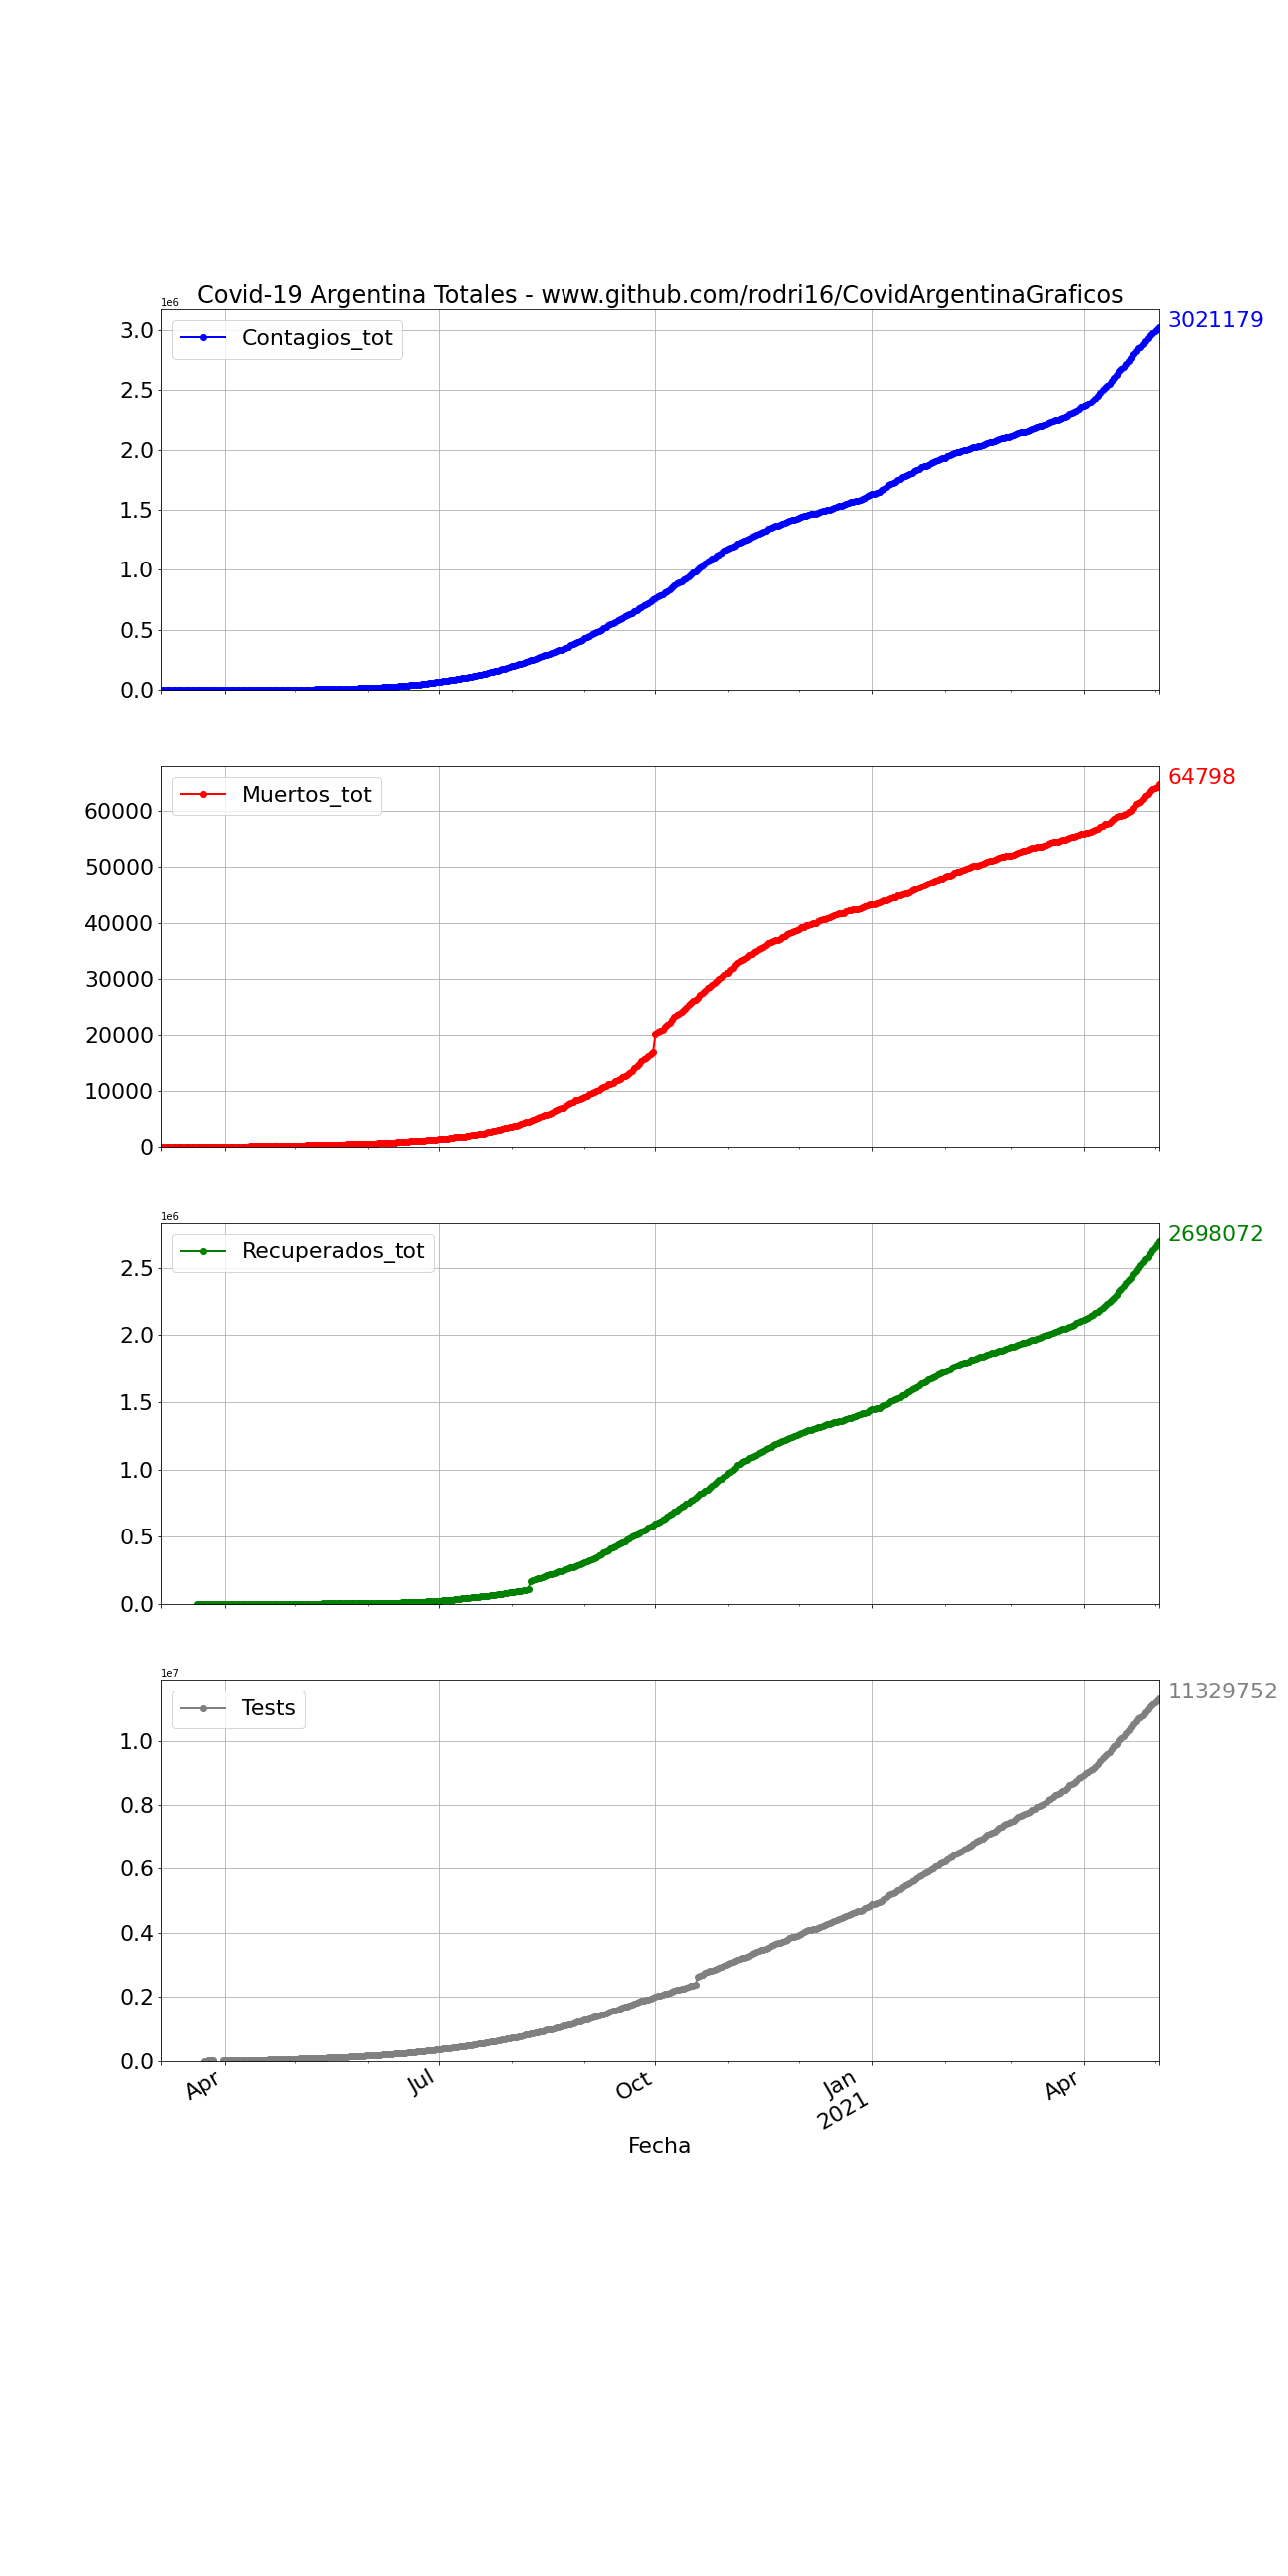 Covid-19 Argentina Totales - www.github.com/rodri16/CovidArgentinaGraficos
1e6
3021179
Contagios_tot
3.0
2.5
2.0
1.5
1.0
0.5
0.0
64798
Muertos_tot
60000
50000
40000
30000
20000
10000
0
1e6
2698072
Recuperados_tot
2.5
2.0
1.5
1.0
0.5
0.0
1e7
11329752
Tests
1.0
0.8
0.6
0.4
0.2
0.0
Apr
Jul
Oct
Jan
2021
Apr
Fecha